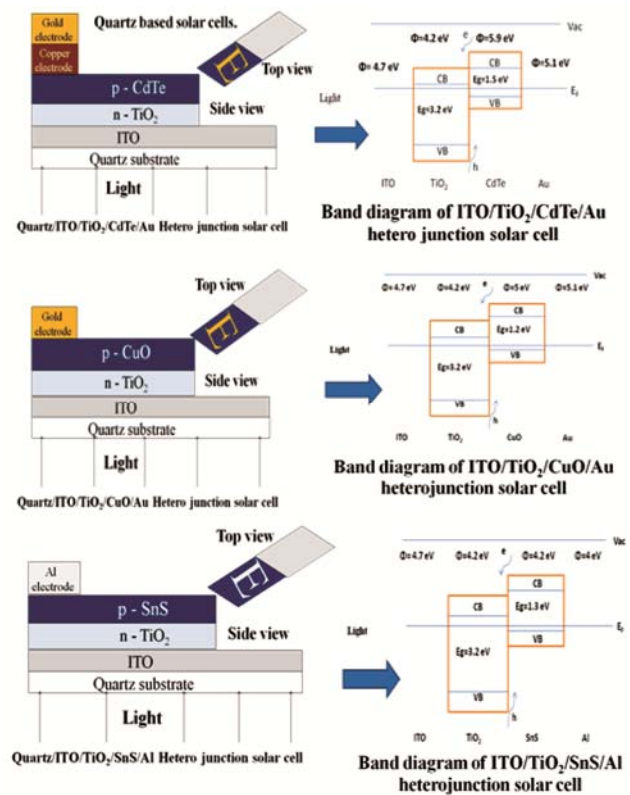 Gold
electrode
Copper
electrode
Quartz based solar cells.
Top view
p - CdTe
n - TiO₂
Side view
ITO
Quartz substrate
Light
Quartz/ITO/TiO₂/CdTe/Au Hetero junction solar cell
Light
Vac
Φ=4.2 eV
e
Φ=5.9 eV
Φ= 4.7 eV
Φ=5.1 eV
CB
CB
Eg=1.5 eV
E_F
Eg=3.2 eV
VB
VB
h
ITO TiO₂ CdTe Au
Band diagram of ITO/TiO₂/CdTe/Au
hetero junction solar cell
Top view
Gold
electrode
p - CuO
n - TiO₂
Side view
ITO
Quartz substrate
Light
Quartz/ITO/TiO₂/CuO/Au Hetero junction solar cell
Light
Vac
Φ= 4.7 eV Φ=4.2 eV e Φ=5 eV Φ=5.1 eV
CB
CB
Eg=1.2 eV
E_F
VB
Eg=3.2 eV
VB
h
ITO TiO₂ CuO Au
Band diagram of ITO/TiO₂/CuO/Au
heterojunction solar cell
Top view
Al
electrode
p - SnS
n - TiO₂
Side view
ITO
Quartz substrate
Light
Quartz/ITO/TiO₂/SnS/Al Hetero junction solar cell
Light
Vac
Φ=4.7 eV Φ=4.2 eV e Φ=4.2 eV Φ=4 eV
CB
CB
Eg=1.3 eV
E_F
VB
Eg=3.2 eV
VB
h
ITO TiO₂ SnS Al
Band diagram of ITO/TiO₂/SnS/Al
heterojunction solar cell